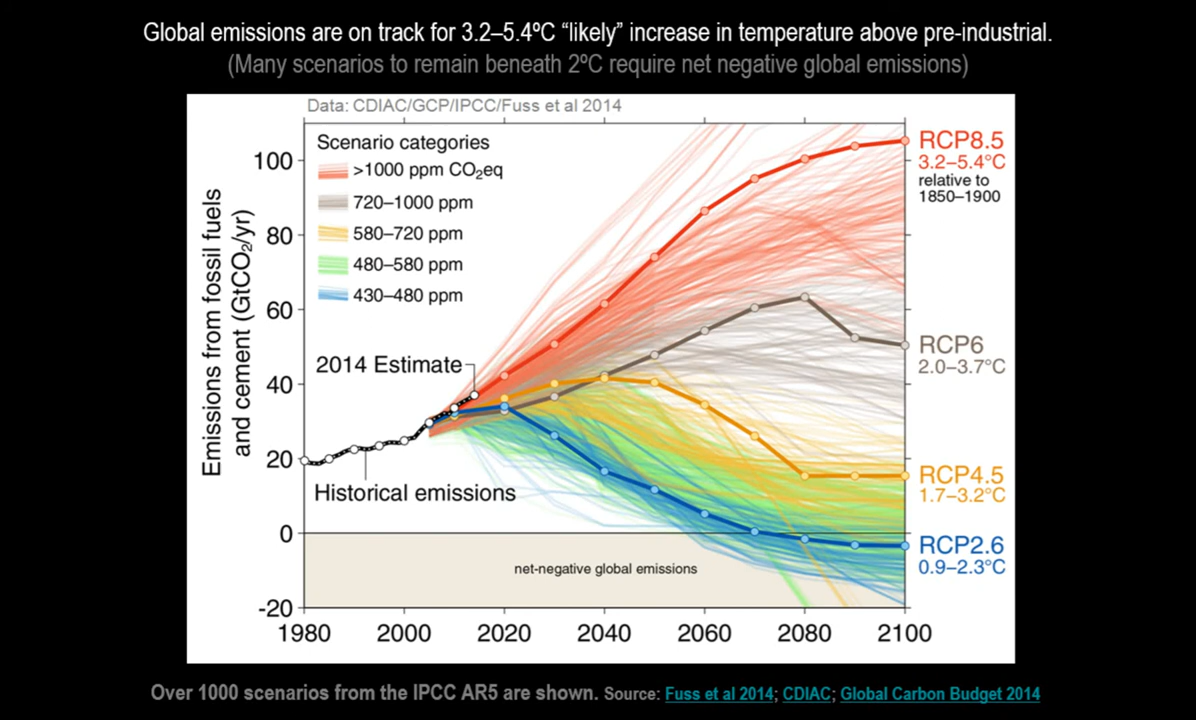 Global emissions are on track for 3.2–5.4ºC “likely” increase in temperature above pre-industrial.
(Many scenarios to remain beneath 2ºC require net negative global emissions)
Data: CDIAC/GCP/IPCC/Fuss et al 2014
Scenario categories
>1000 ppm CO₂eq
720–1000 ppm
580–720 ppm
480–580 ppm
430–480 ppm
Emissions from fossil fuels
and cement (GtCO₂/yr)
100
80
60
40
20
0
-20
2014 Estimate
Historical emissions
net-negative global emissions
RCP8.5
3.2–5.4°C
relative to
1850–1900
RCP6
2.0–3.7°C
RCP4.5
1.7–3.2°C
RCP2.6
0.9–2.3°C
1980 2000 2020 2040 2060 2080 2100
Over 1000 scenarios from the IPCC AR5 are shown. Source: Fuss et al 2014; CDIAC; Global Carbon Budget 2014